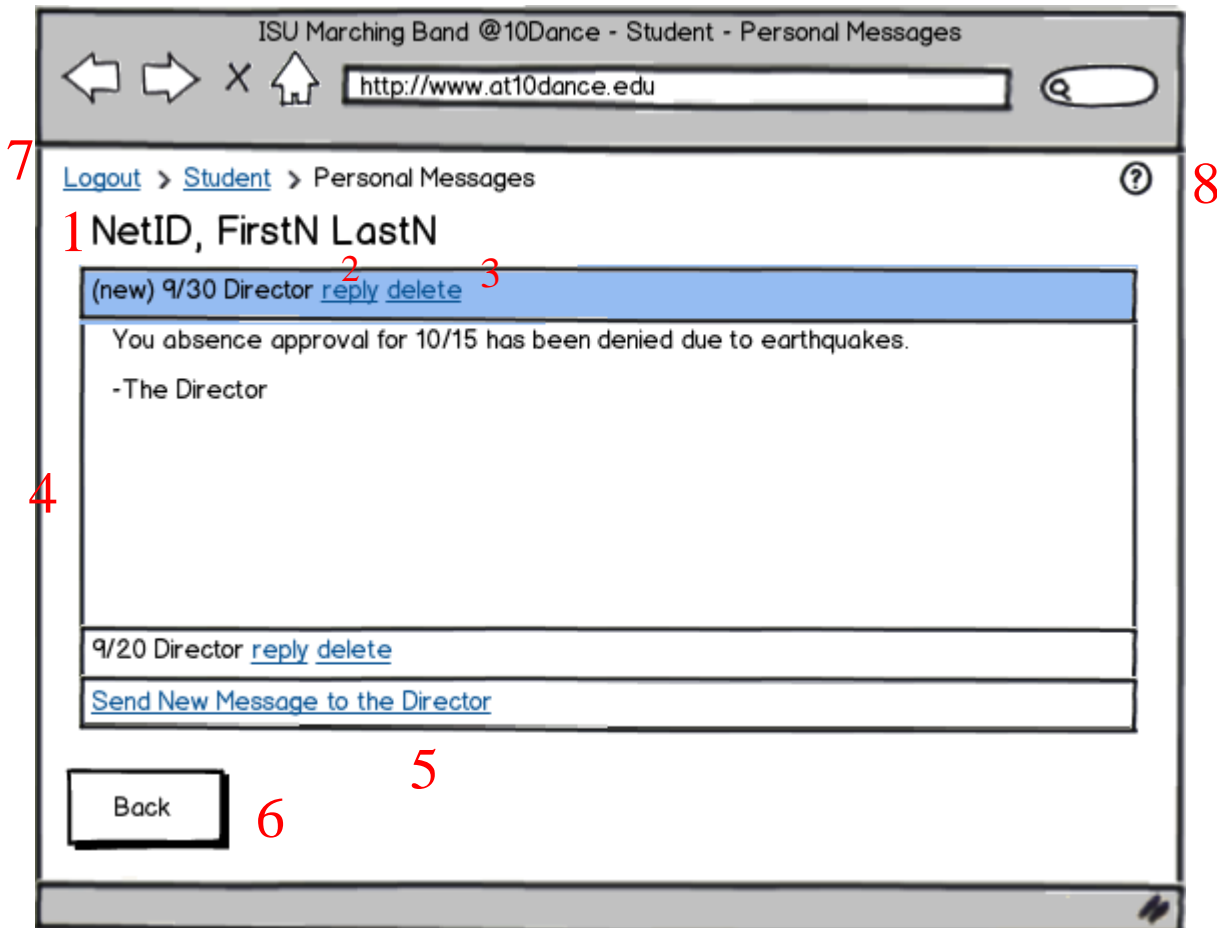 ISU Marching Band @10Dance - Student - Personal Messages
http://www.at10dance.edu
7
Logout > Student > Personal Messages
?
8
1
NetID, FirstN LastN
2
3
(new) 9/30 Director reply delete
You absence approval for 10/15 has been denied due to earthquakes.
-The Director
4
9/20 Director reply delete
Send New Message to the Director
5
Back
6